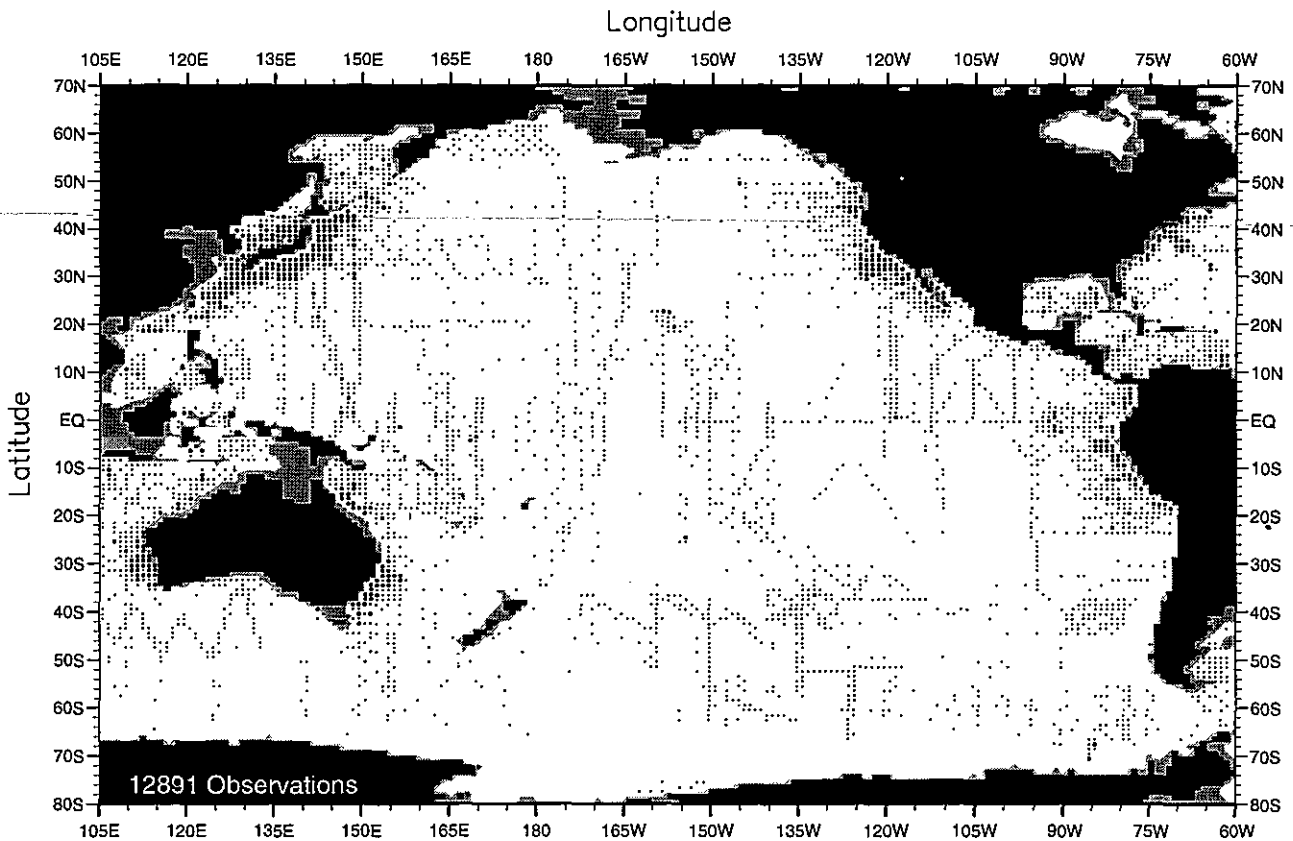 Longitude
105E 120E 135E 150E 165E 180 165W 150W 135W 120W 105W 90W 75W 60W
70N 70N
60N 60N
50N 50N
40N 40N
30N 30N
20N 20N
10N 10N
EQ EQ
10S 10S
20S 20S
30S 30S
40S 40S
50S 50S
60S 60S
70S 70S
80S 80S
Latitude
12891 Observations
105E 120E 135E 150E 165E 180 165W 150W 135W 120W 105W 90W 75W 60W